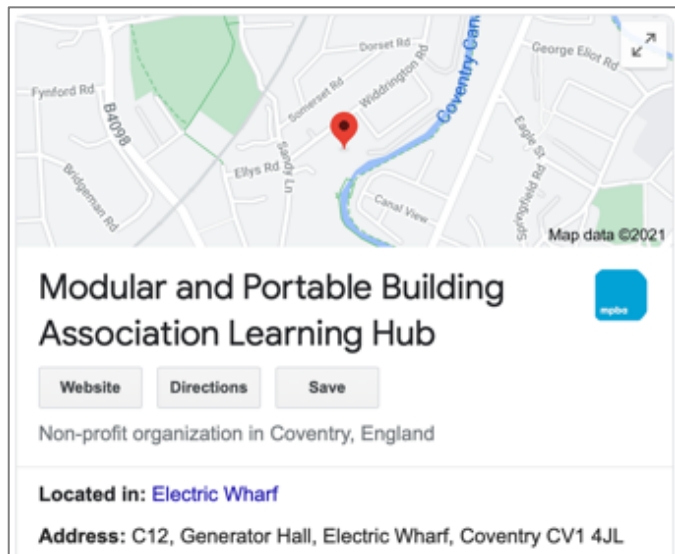 Dorset Rd
George Eliot Rd
Fynford Rd
Somerset Rd
Widdrington Rd
Coventry Can
B4098
Sandy Ln
Ellys Rd
Eagle St
Bridgeman Rd
Canal View
Springfield Rd
Map data ©2021
Modular and Portable Building
Association Learning Hub
mpba
Website Directions Save
Non-profit organization in Coventry, England
Located in: Electric Wharf
Address: C12, Generator Hall, Electric Wharf, Coventry CV1 4JL